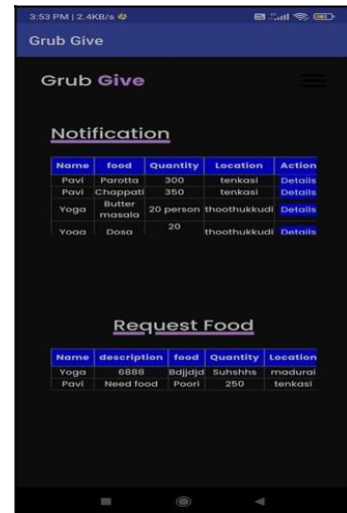 3:53 PM | 2.4KB/s
Grub Give
Grub Give
Notification
Name food Quantity Location Action
Pavi Parotta 300 tenkasi Details
Pavi Chappati 350 tenkasi Details
Yoga Butter masala 20 person thoothukkudi Details
Yoga Dosa 20 thoothukkudi Details
Request Food
Name description food Quantity Location
Yoga 6888 Bdjjdjd Suhshhs madurai
Pavi Need food Poori 250 tenkasi